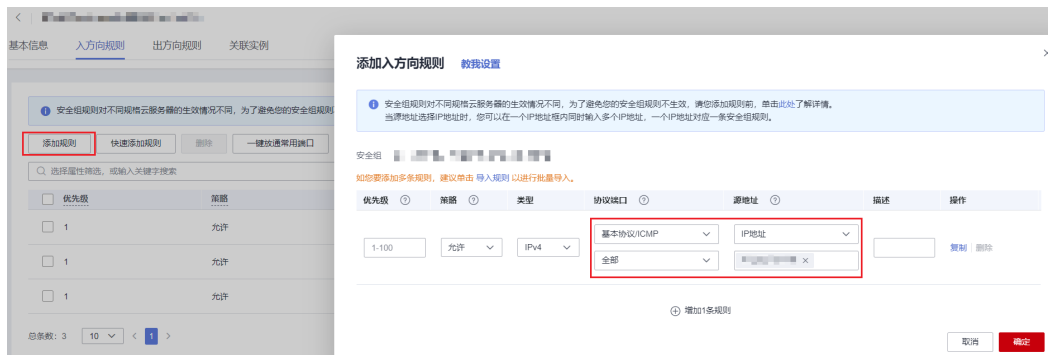 基本信息 入方向规则 出方向规则 关联实例
安全组规则对不同规格云服务器的生效情况不同，为了避免您的安全组规则
添加规则 快速添加规则 删除 一键放通常用端口
选择属性筛选，或输入关键字搜索
优先级 策略
1 允许
1 允许
1 允许
总条数：3 10 1
添加入方向规则 教我设置
安全组规则对不同规格云服务器的生效情况不同，为了避免您的安全组规则不生效，请您添加规则前，单击此处了解详情。
当源地址选择IP地址时，您可以在一个IP地址框内同时输入多个IP地址，一个IP地址对应一条安全组规则。
安全组
如您要添加多条规则，建议单击 导入规则 以进行批量导入。
优先级 策略 类型 协议端口 源地址 描述 操作
1-100 允许 IPv4 基本协议/ICMP IP地址 复制 删除
全部
增加1条规则
取消 确定